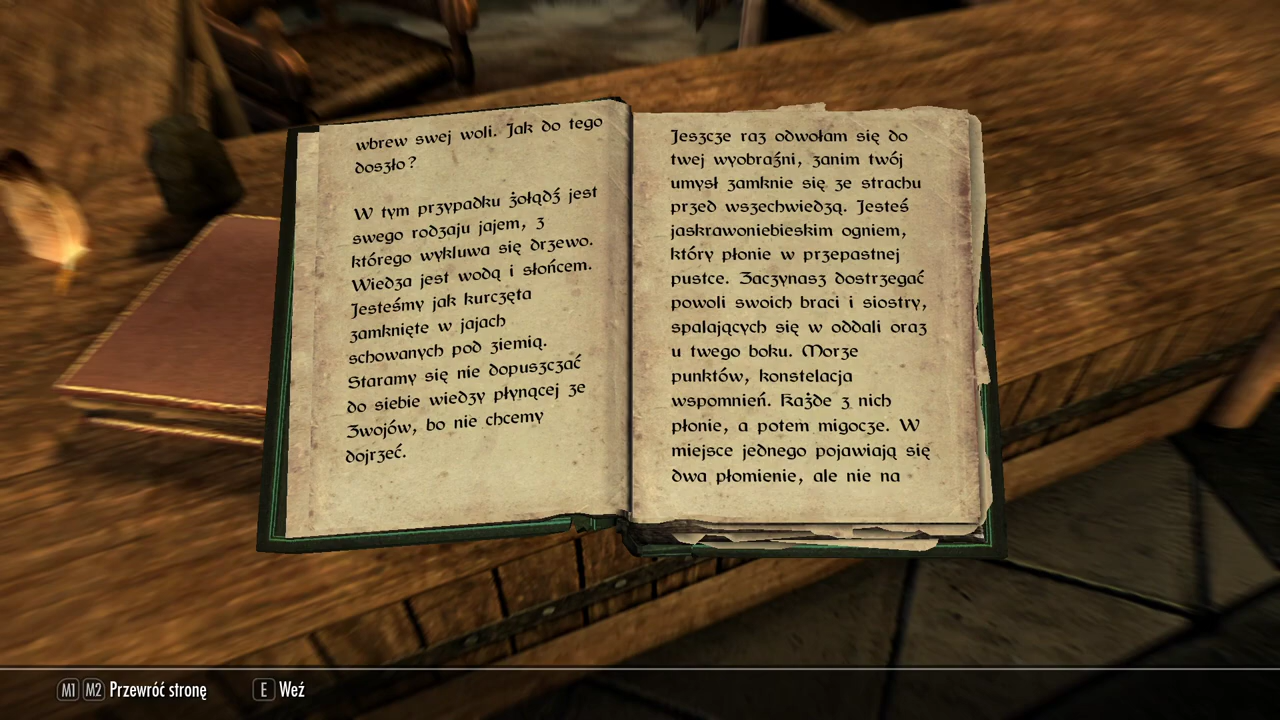 wbrew swej woli. Jak do tego
doszło?
W tym przypadku żołądź jest
swego rodzaju jajem, z
którego wykluwa się drzewo.
Wiedza jest wodą i słońcem.
Jesteśmy jak kurczęta
zamknięte w jajach
schowanych pod ziemią.
Staramy się nie dopuszczać
do siebie wiedzy płynącej ze
Zwojów, bo nie chcemy
dojrzeć.
Jeszcze raz odwołam się do
twej wyobraźni, zanim twój
umysł zamknie się ze strachu
przed wszechwiedzą. Jesteś
jaskrawoniebieskim ogniem,
który płonie w przepastnej
pustce. Zaczynasz dostrzegać
powoli swoich braci i siostry,
spalających się w oddali oraz
u twego boku. Morze
punktów, konstelacja
wspomnień. Każde z nich
płonie, a potem migocze. W
miejsce jednego pojawiają się
dwa płomienie, ale nie na
M1 M2 Przewróć stronę E Weź